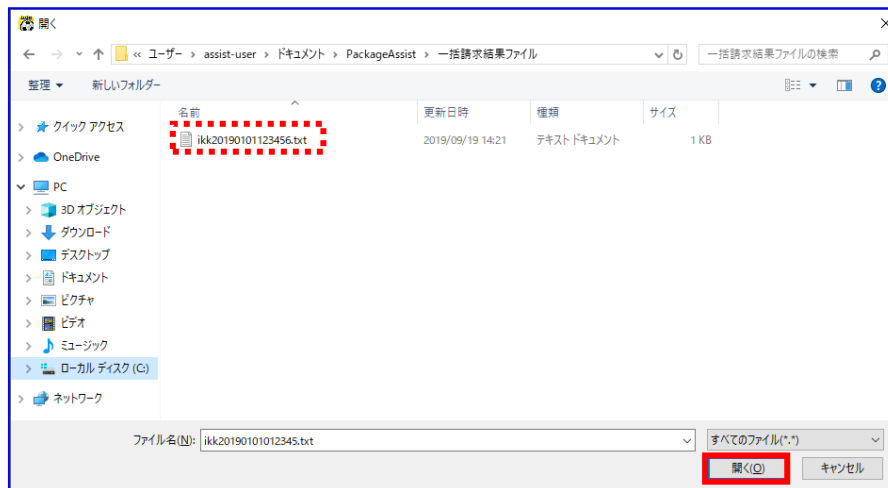 開く
« ユーザー › assist-user › ドキュメント › PackageAssist › 一括請求結果ファイル
一括請求結果ファイルの検索
整理 新しいフォルダー
名前 更新日時 種類 サイズ
ikk20190101123456.txt 2019/09/19 14:21 テキスト ドキュメント 1 KB
クイック アクセス
OneDrive
PC
3D オブジェクト
ダウンロード
デスクトップ
ドキュメント
ピクチャ
ビデオ
ミュージック
ローカル ディスク (C:)
ネットワーク
ファイル名(N): ikk20190101012345.txt すべてのファイル(*.*)
開く(O) キャンセル